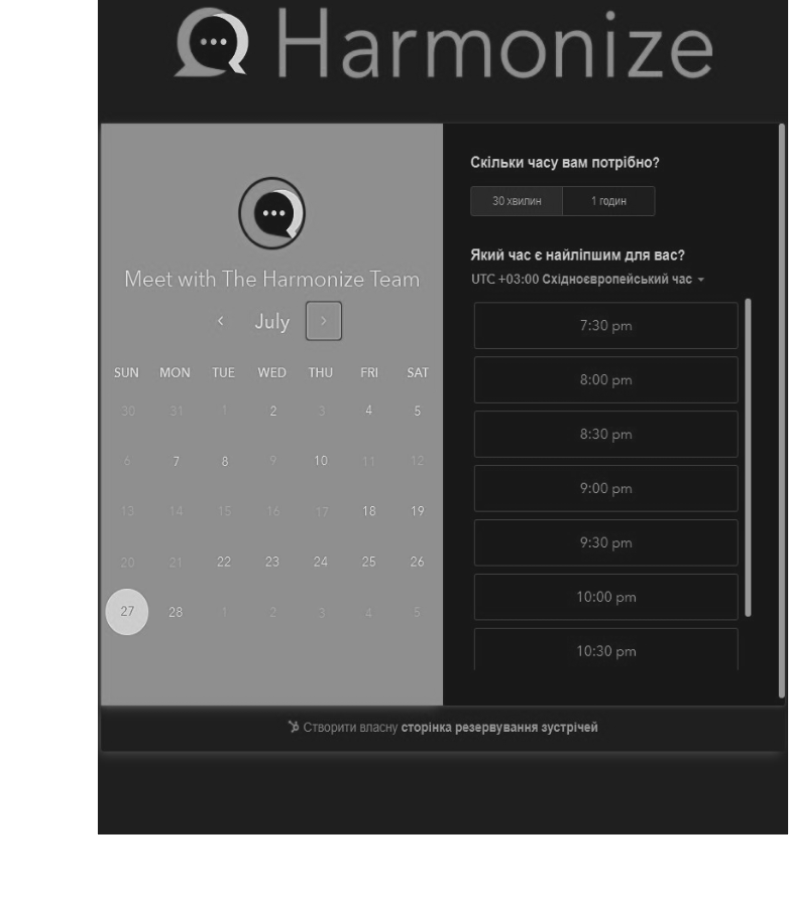 Harmonize
Meet with The Harmonize Team
July
SUN MON TUE WED THU FRI SAT
30 31 1 2 3 4 5
6 7 8 9 10 11 12
13 14 15 16 17 18 19
20 21 22 23 24 25 26
27 28 1 2 3 4 5
Скільки часу вам потрібно?
30 хвилин 1 годин
Який час є найліпшим для вас?
UTC +03:00 Східноєвропейський час
7:30 pm
8:00 pm
8:30 pm
9:00 pm
9:30 pm
10:00 pm
10:30 pm
Створити власну сторінка резервування зустрічей